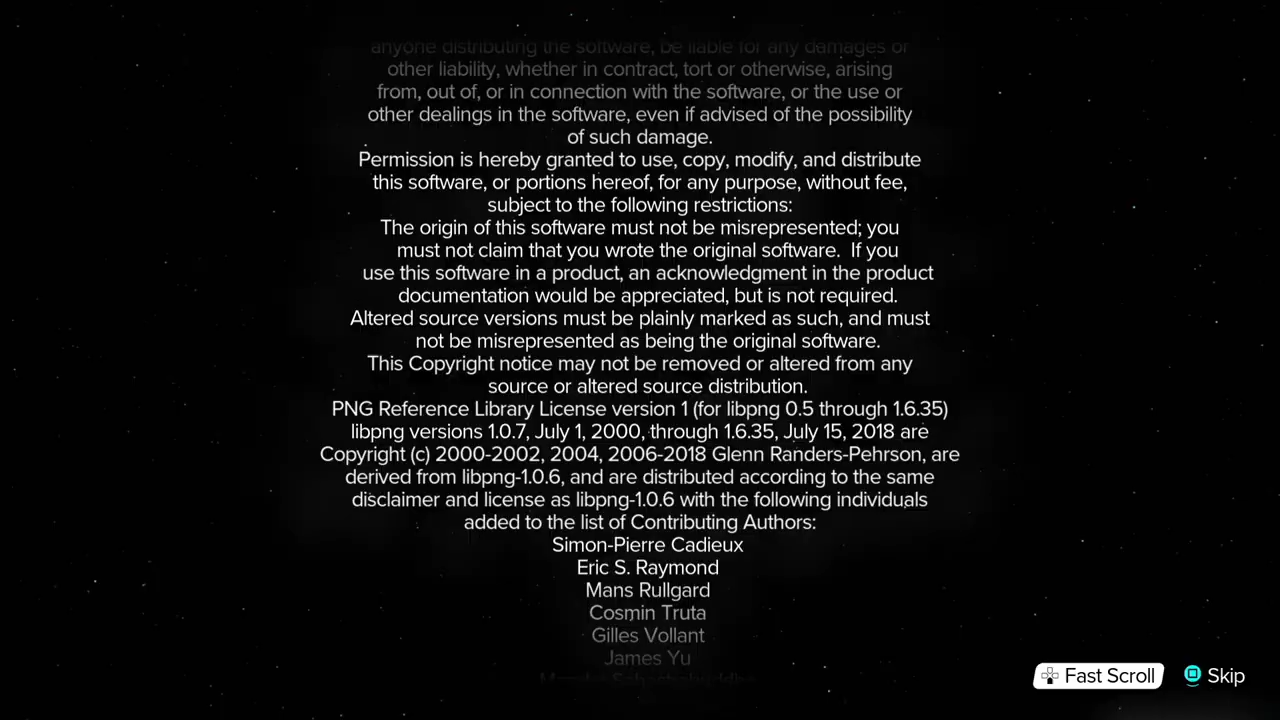 anyone distributing the software, be liable for any damages or
other liability, whether in contract, tort or otherwise, arising
from, out of, or in connection with the software, or the use or
other dealings in the software, even if advised of the possibility
of such damage.
Permission is hereby granted to use, copy, modify, and distribute
this software, or portions hereof, for any purpose, without fee,
subject to the following restrictions:
The origin of this software must not be misrepresented; you
must not claim that you wrote the original software.  If you
use this software in a product, an acknowledgment in the product
documentation would be appreciated, but is not required.
Altered source versions must be plainly marked as such, and must
not be misrepresented as being the original software.
This Copyright notice may not be removed or altered from any
source or altered source distribution.
PNG Reference Library License version 1 (for libpng 0.5 through 1.6.35)
libpng versions 1.0.7, July 1, 2000, through 1.6.35, July 15, 2018 are
Copyright (c) 2000-2002, 2004, 2006-2018 Glenn Randers-Pehrson, are
derived from libpng-1.0.6, and are distributed according to the same
disclaimer and license as libpng-1.0.6 with the following individuals
added to the list of Contributing Authors:
Simon-Pierre Cadieux
Eric S. Raymond
Mans Rullgard
Cosmin Truta
Gilles Vollant
James Yu
Fast Scroll
Skip